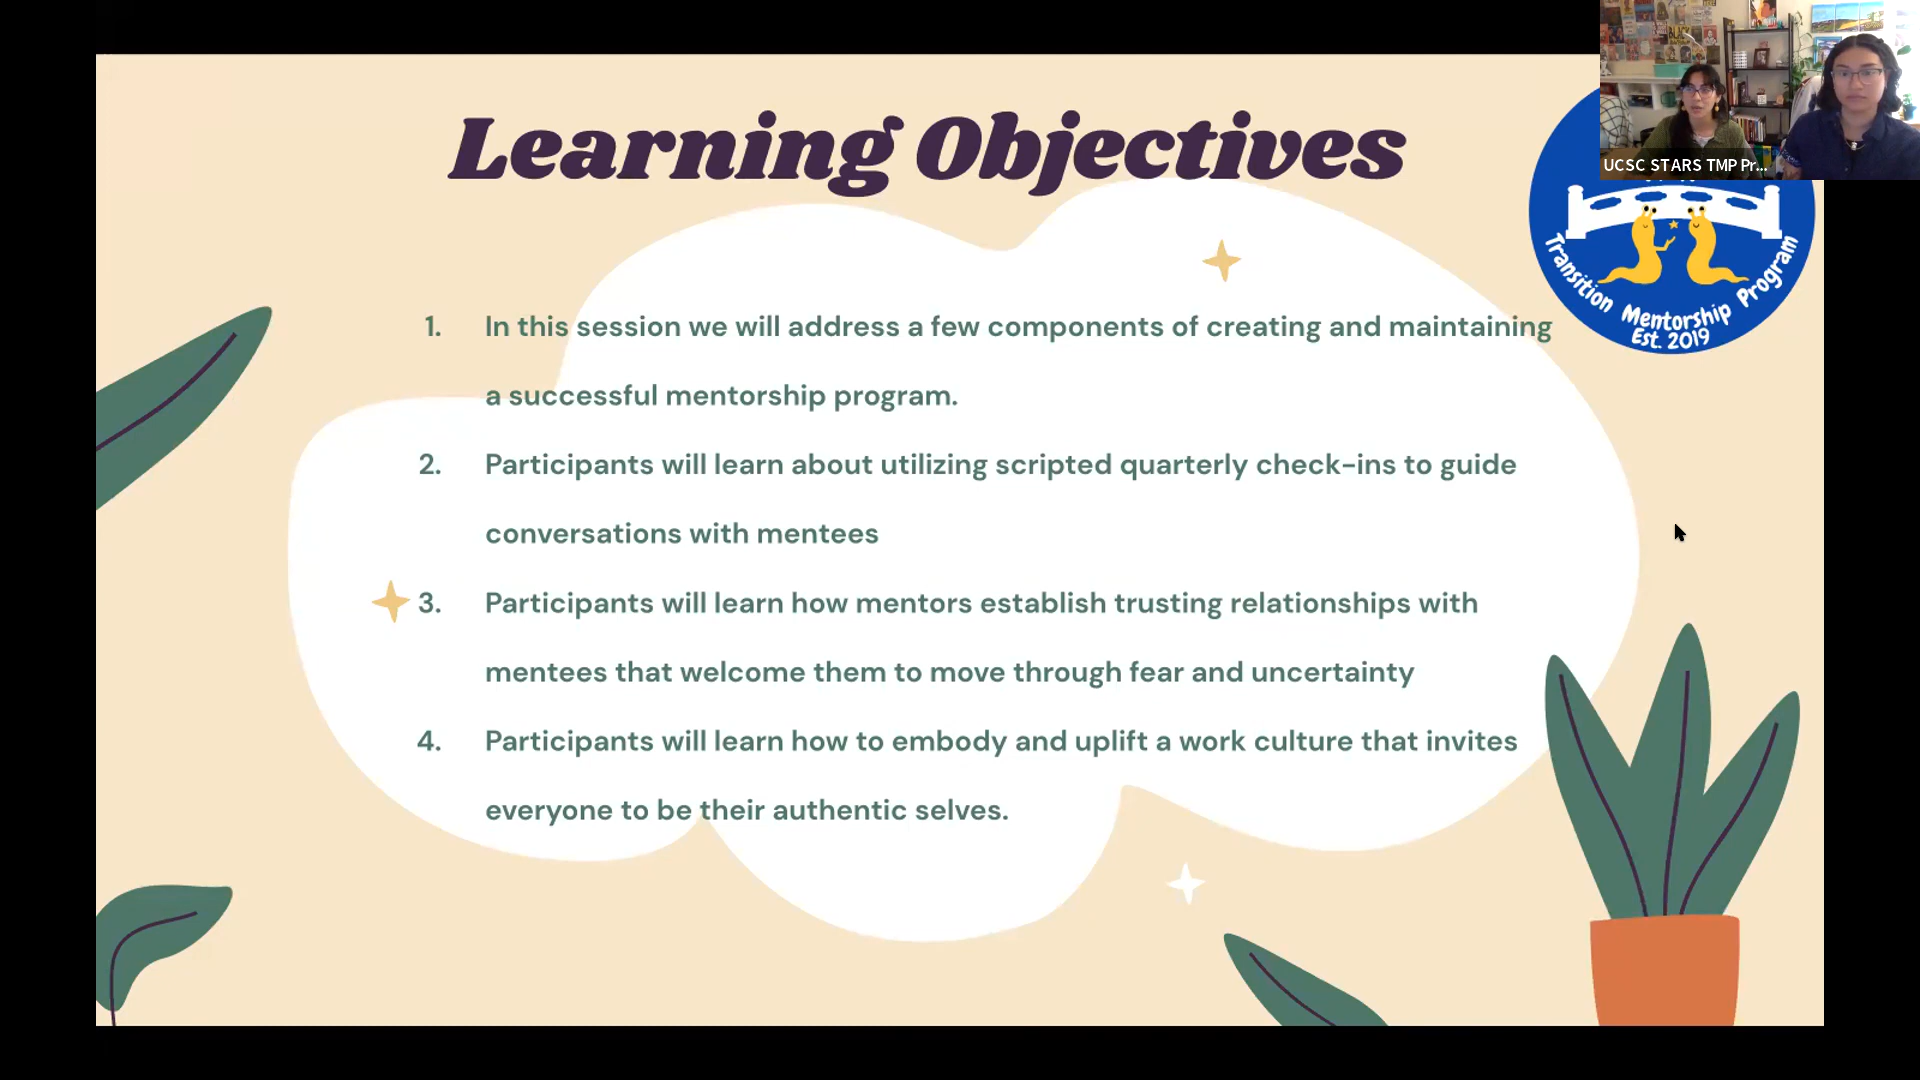 Learning Objectives
UCSC STARS TMP Pr...
Transition Mentorship Program
Est. 2019
1. In this session we will address a few components of creating and maintaining
a successful mentorship program.
2. Participants will learn about utilizing scripted quarterly check-ins to guide
conversations with mentees
3. Participants will learn how mentors establish trusting relationships with
mentees that welcome them to move through fear and uncertainty
4. Participants will learn how to embody and uplift a work culture that invites
everyone to be their authentic selves.